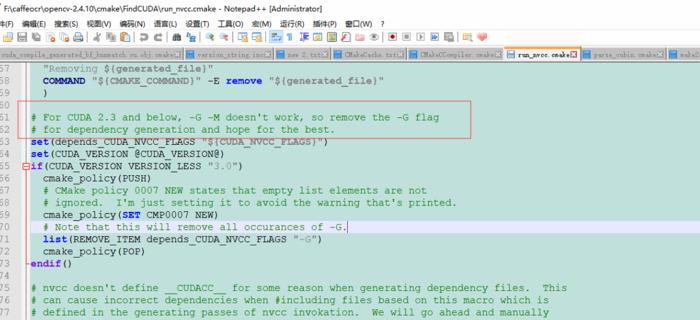 F:\caffeocr\opencv-2.4.10\cmake\FindCUDA\run_nvcc.cmake - Notepad++ [Administrator]
文件(F) 编辑(E) 搜索(S) 视图(V) 编码(N) 语言(L) 设置(T) 工具(O) 宏(M) 运行(R) 插件(P) 窗口(W) ?
cuda_compile_generated_bf_knnmatch.cu.obj.cmake version_string.inc new 2.txt CMakeCache.txt CMakeCCompiler.cmake run_nvcc.cmake parse_cubin.cmake make2
57 "Removing ${generated_file}"
58 COMMAND "${CMAKE_COMMAND}" -E remove "${generated_file}"
59 )
60
61 # For CUDA 2.3 and below, -G -M doesn't work, so remove the -G flag
62 # for dependency generation and hope for the best.
63 set(depends_CUDA_NVCC_FLAGS "${CUDA_NVCC_FLAGS}")
64 set(CUDA_VERSION @CUDA_VERSION@)
65 if(CUDA_VERSION VERSION_LESS "3.0")
66 cmake_policy(PUSH)
67 # CMake policy 0007 NEW states that empty list elements are not
68 # ignored.  I'm just setting it to avoid the warning that's printed.
69 cmake_policy(SET CMP0007 NEW)
70 # Note that this will remove all occurances of -G.
71 list(REMOVE_ITEM depends_CUDA_NVCC_FLAGS "-G")
72 cmake_policy(POP)
73 endif()
74
75 # nvcc doesn't define __CUDACC__ for some reason when generating dependency files.  This
76 # can cause incorrect dependencies when #including files based on this macro which is
77 # defined in the generating passes of nvcc invokation.  We will go ahead and manually